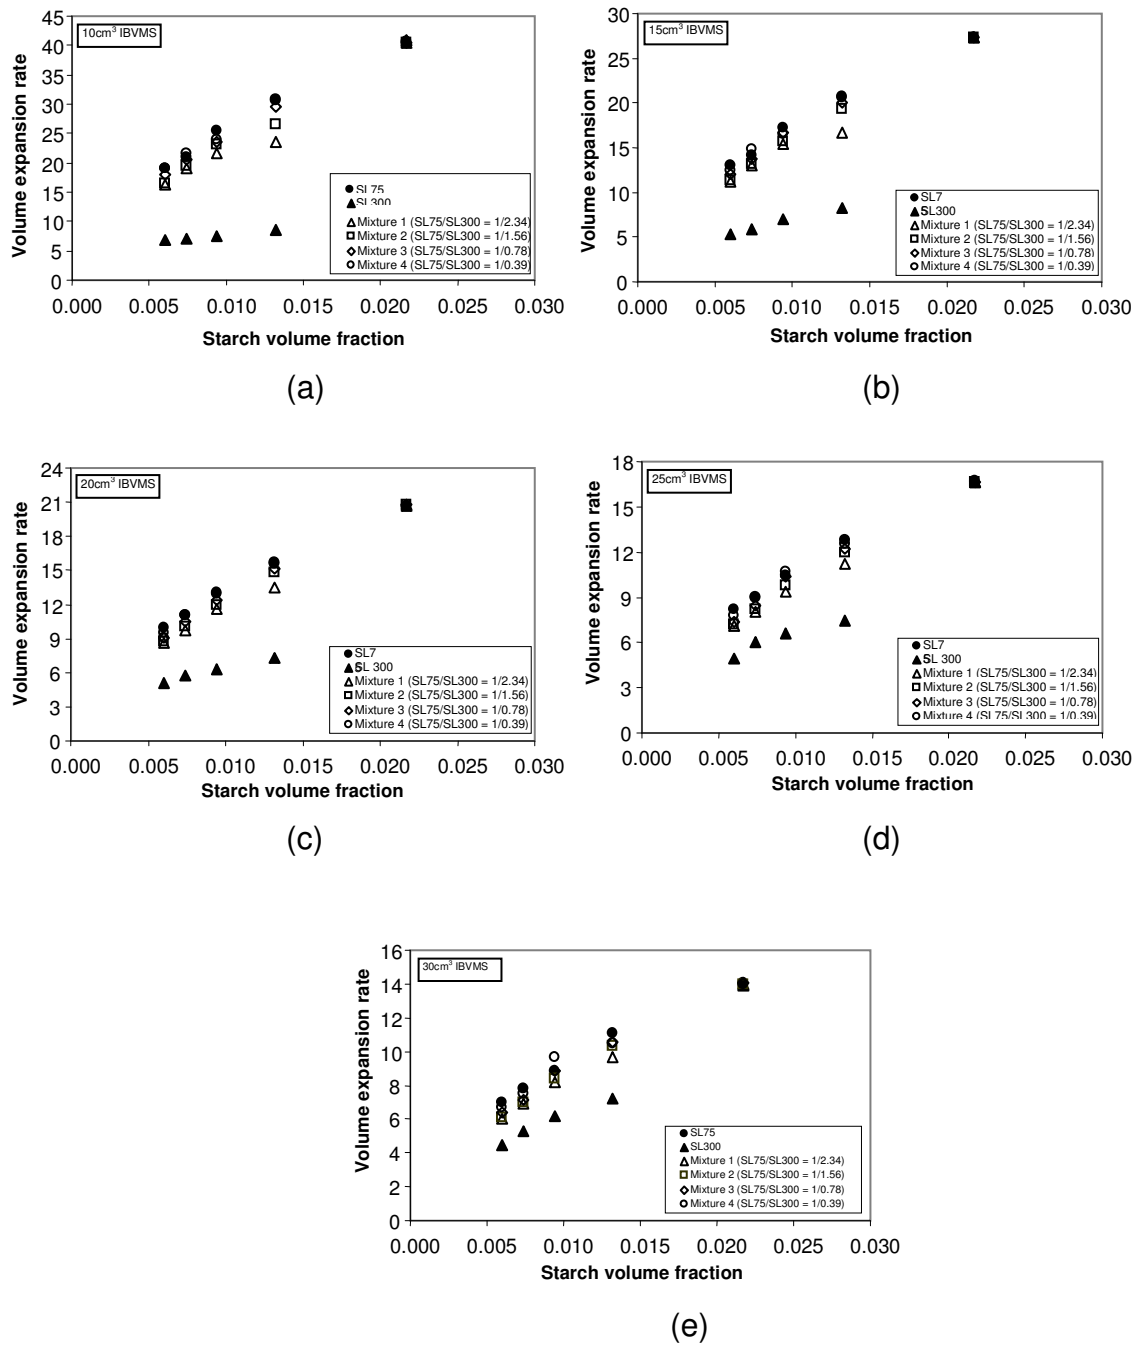 10cm³ IBVMS
Volume expansion rate
45
40
35
30
25
20
15
10
5
0
SL75
SL300
Mixture 1 (SL75/SL300 = 1/2.34)
Mixture 2 (SL75/SL300 = 1/1.56)
Mixture 3 (SL75/SL300 = 1/0.78)
Mixture 4 (SL75/SL300 = 1/0.39)
0.000 0.005 0.010 0.015 0.020 0.025 0.030
Starch volume fraction
(a)
15cm³ IBVMS
Volume expansion rate
30
25
20
15
10
5
0
SL7
SL300
Mixture 1 (SL75/SL300 = 1/2.34)
Mixture 2 (SL75/SL300 = 1/1.56)
Mixture 3 (SL75/SL300 = 1/0.78)
Mixture 4 (SL75/SL300 = 1/0.39)
0.000 0.005 0.010 0.015 0.020 0.025 0.030
Starch volume fraction
(b)
20cm³ IBVMS
Volume expansion rate
24
21
18
15
12
9
6
3
0
SL7
SL 300
Mixture 1 (SL75/SL300 = 1/2.34)
Mixture 2 (SL75/SL300 = 1/1.56)
Mixture 3 (SL75/SL300 = 1/0.78)
Mixture 4 (SL75/SL300 = 1/0.39)
0.000 0.005 0.010 0.015 0.020 0.025 0.030
Starch volume fraction
(c)
25cm³ IBVMS
Volume expansion rate
18
15
12
9
6
3
0
SL7
SL 300
Mixture 1 (SL75/SL300 = 1/2.34)
Mixture 2 (SL75/SL300 = 1/1.56)
Mixture 3 (SL75/SL300 = 1/0.78)
Mixture 4 (SL75/SL300 = 1/0.39)
0.000 0.005 0.010 0.015 0.020 0.025 0.030
Starch volume fraction
(d)
30cm³ IBVMS
Volume expansion rate
16
14
12
10
8
6
4
2
0
SL75
SL300
Mixture 1 (SL75/SL300 = 1/2.34)
Mixture 2 (SL75/SL300 = 1/1.56)
Mixture 3 (SL75/SL300 = 1/0.78)
Mixture 4 (SL75/SL300 = 1/0.39)
0.000 0.005 0.010 0.015 0.020 0.025 0.030
Starch volume fraction
(e)